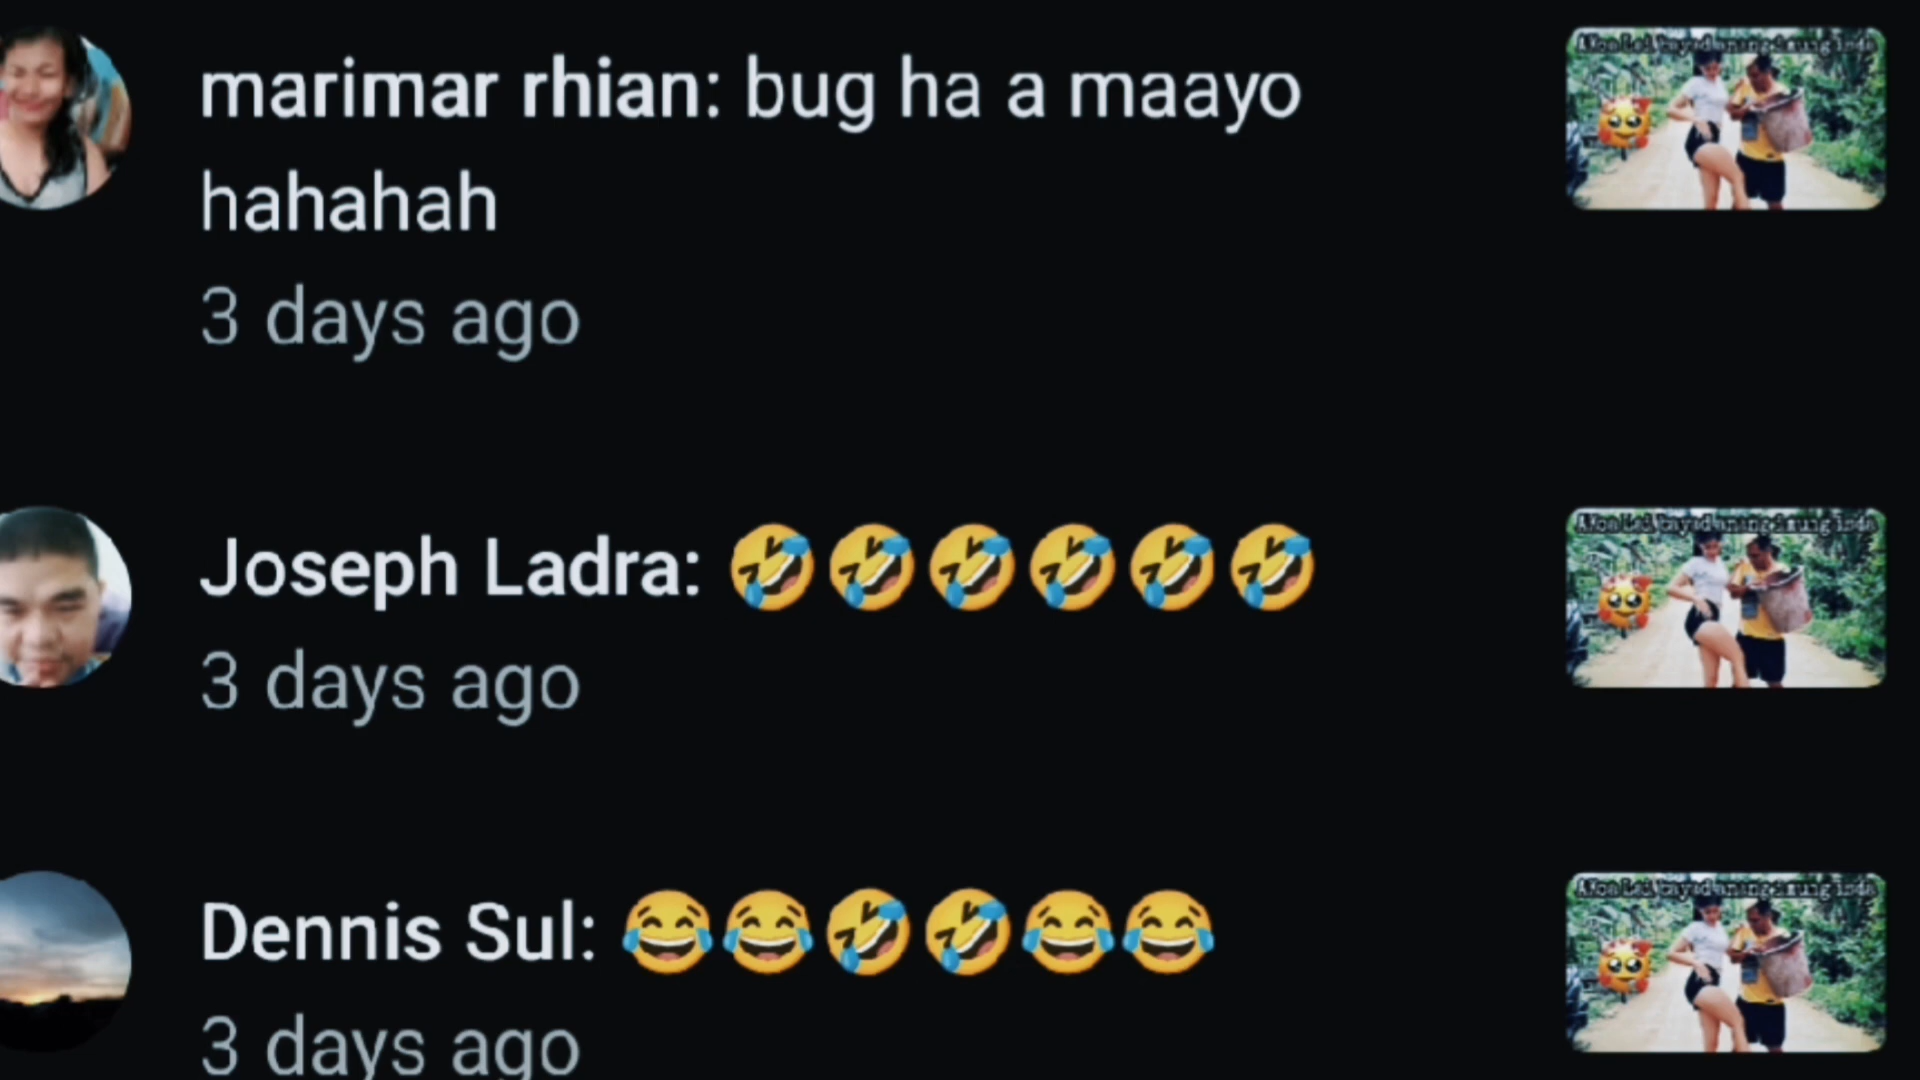 marimar rhian: bug ha a maayo
hahahah
3 days ago
Joseph Ladra: 🤣🤣🤣🤣🤣🤣
3 days ago
Dennis Sul: 😂😂🤣🤣😂😂
3 days ago